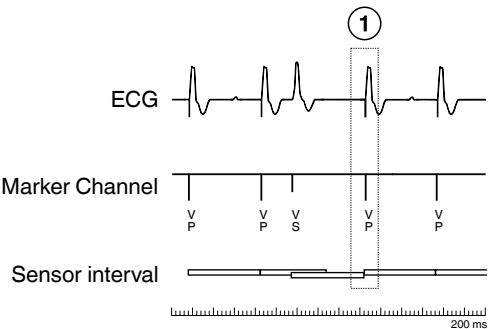 1
ECG
Marker Channel
V P
V P
V S
V P
V P
Sensor interval
200 ms